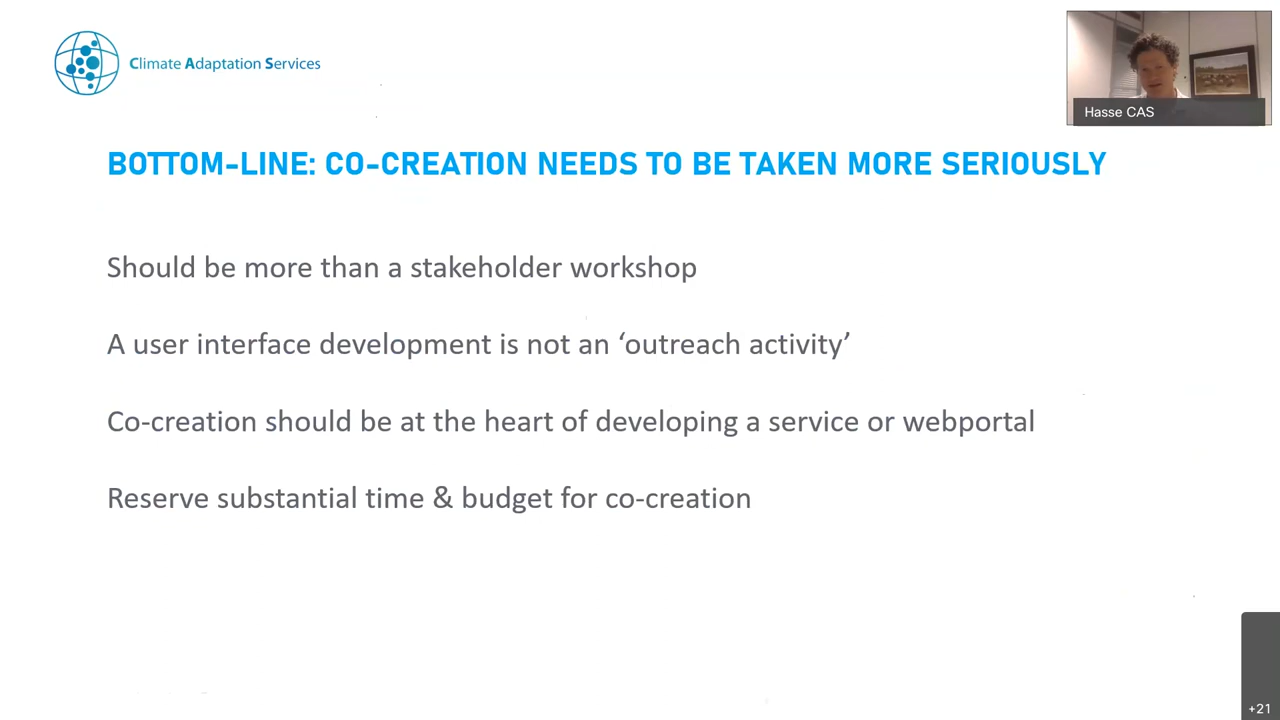 Climate Adaptation Services
Hasse CAS
BOTTOM-LINE: CO-CREATION NEEDS TO BE TAKEN MORE SERIOUSLY
Should be more than a stakeholder workshop
A user interface development is not an ‘outreach activity’
Co-creation should be at the heart of developing a service or webportal
Reserve substantial time & budget for co-creation
+21